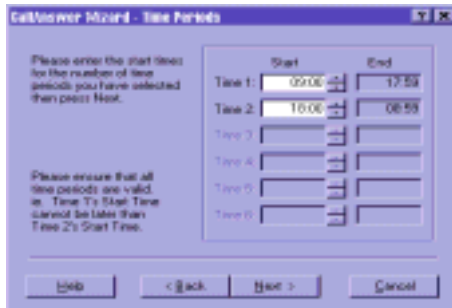 CallAnswer Wizard - Time Periods
Please enter the start times
for the number of time
periods you have selected
then press Next.
Please ensure that all
time periods are valid.
ie. Time 1's Start Time
cannot be later than
Time 2's Start Time.
Start End
Time 1: 09:00 17:59
Time 2: 18:00 08:59
Time 3:
Time 4:
Time 5:
Time 6:
Help < Back Next > Cancel